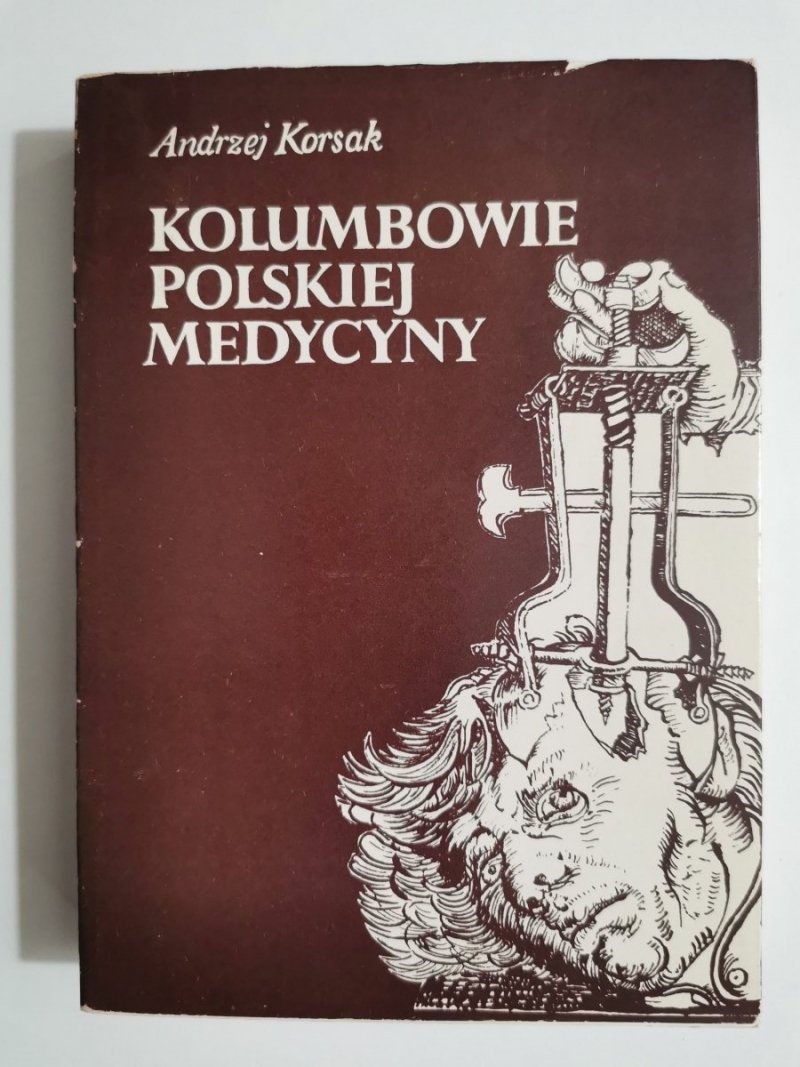 Andrzej Korsak
KOLUMBOWIE
POLSKIEJ
MEDYCYNY